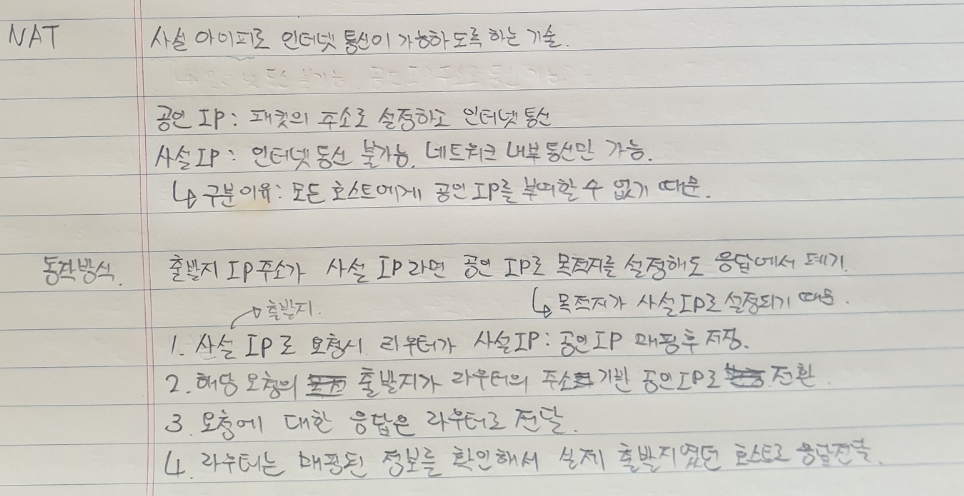 NAT 사설 아이피로 인터넷 통신이 가능하도록 하는 기술.
공인 IP : 패킷의 주소로 설정하고 인터넷 통신
사설 IP : 인터넷 통신 불가능. 네트워크 내부 통신만 가능.
↳ 구분 이유 : 모든 호스트에게 공인 IP를 부여할 수 없기 때문.
동작방식. 출발지 IP주소가 사설 IP라면 공인 IP로 목적지를 설정해도 응답에서 폐기.
↳ 목적지가 사설IP로 설정되기 때문.
출발지.
1. 사설 IP로 요청시 라우터가 사설IP : 공인IP 매핑 후 저장.
2. 해당 요청의 출발지가 라우터의 주소 기반 공인IP로 전환.
3. 요청에 대한 응답은 라우터로 전달.
4. 라우터는 매핑된 정보를 확인해서 실제 출발지였던 호스트로 응답전달.